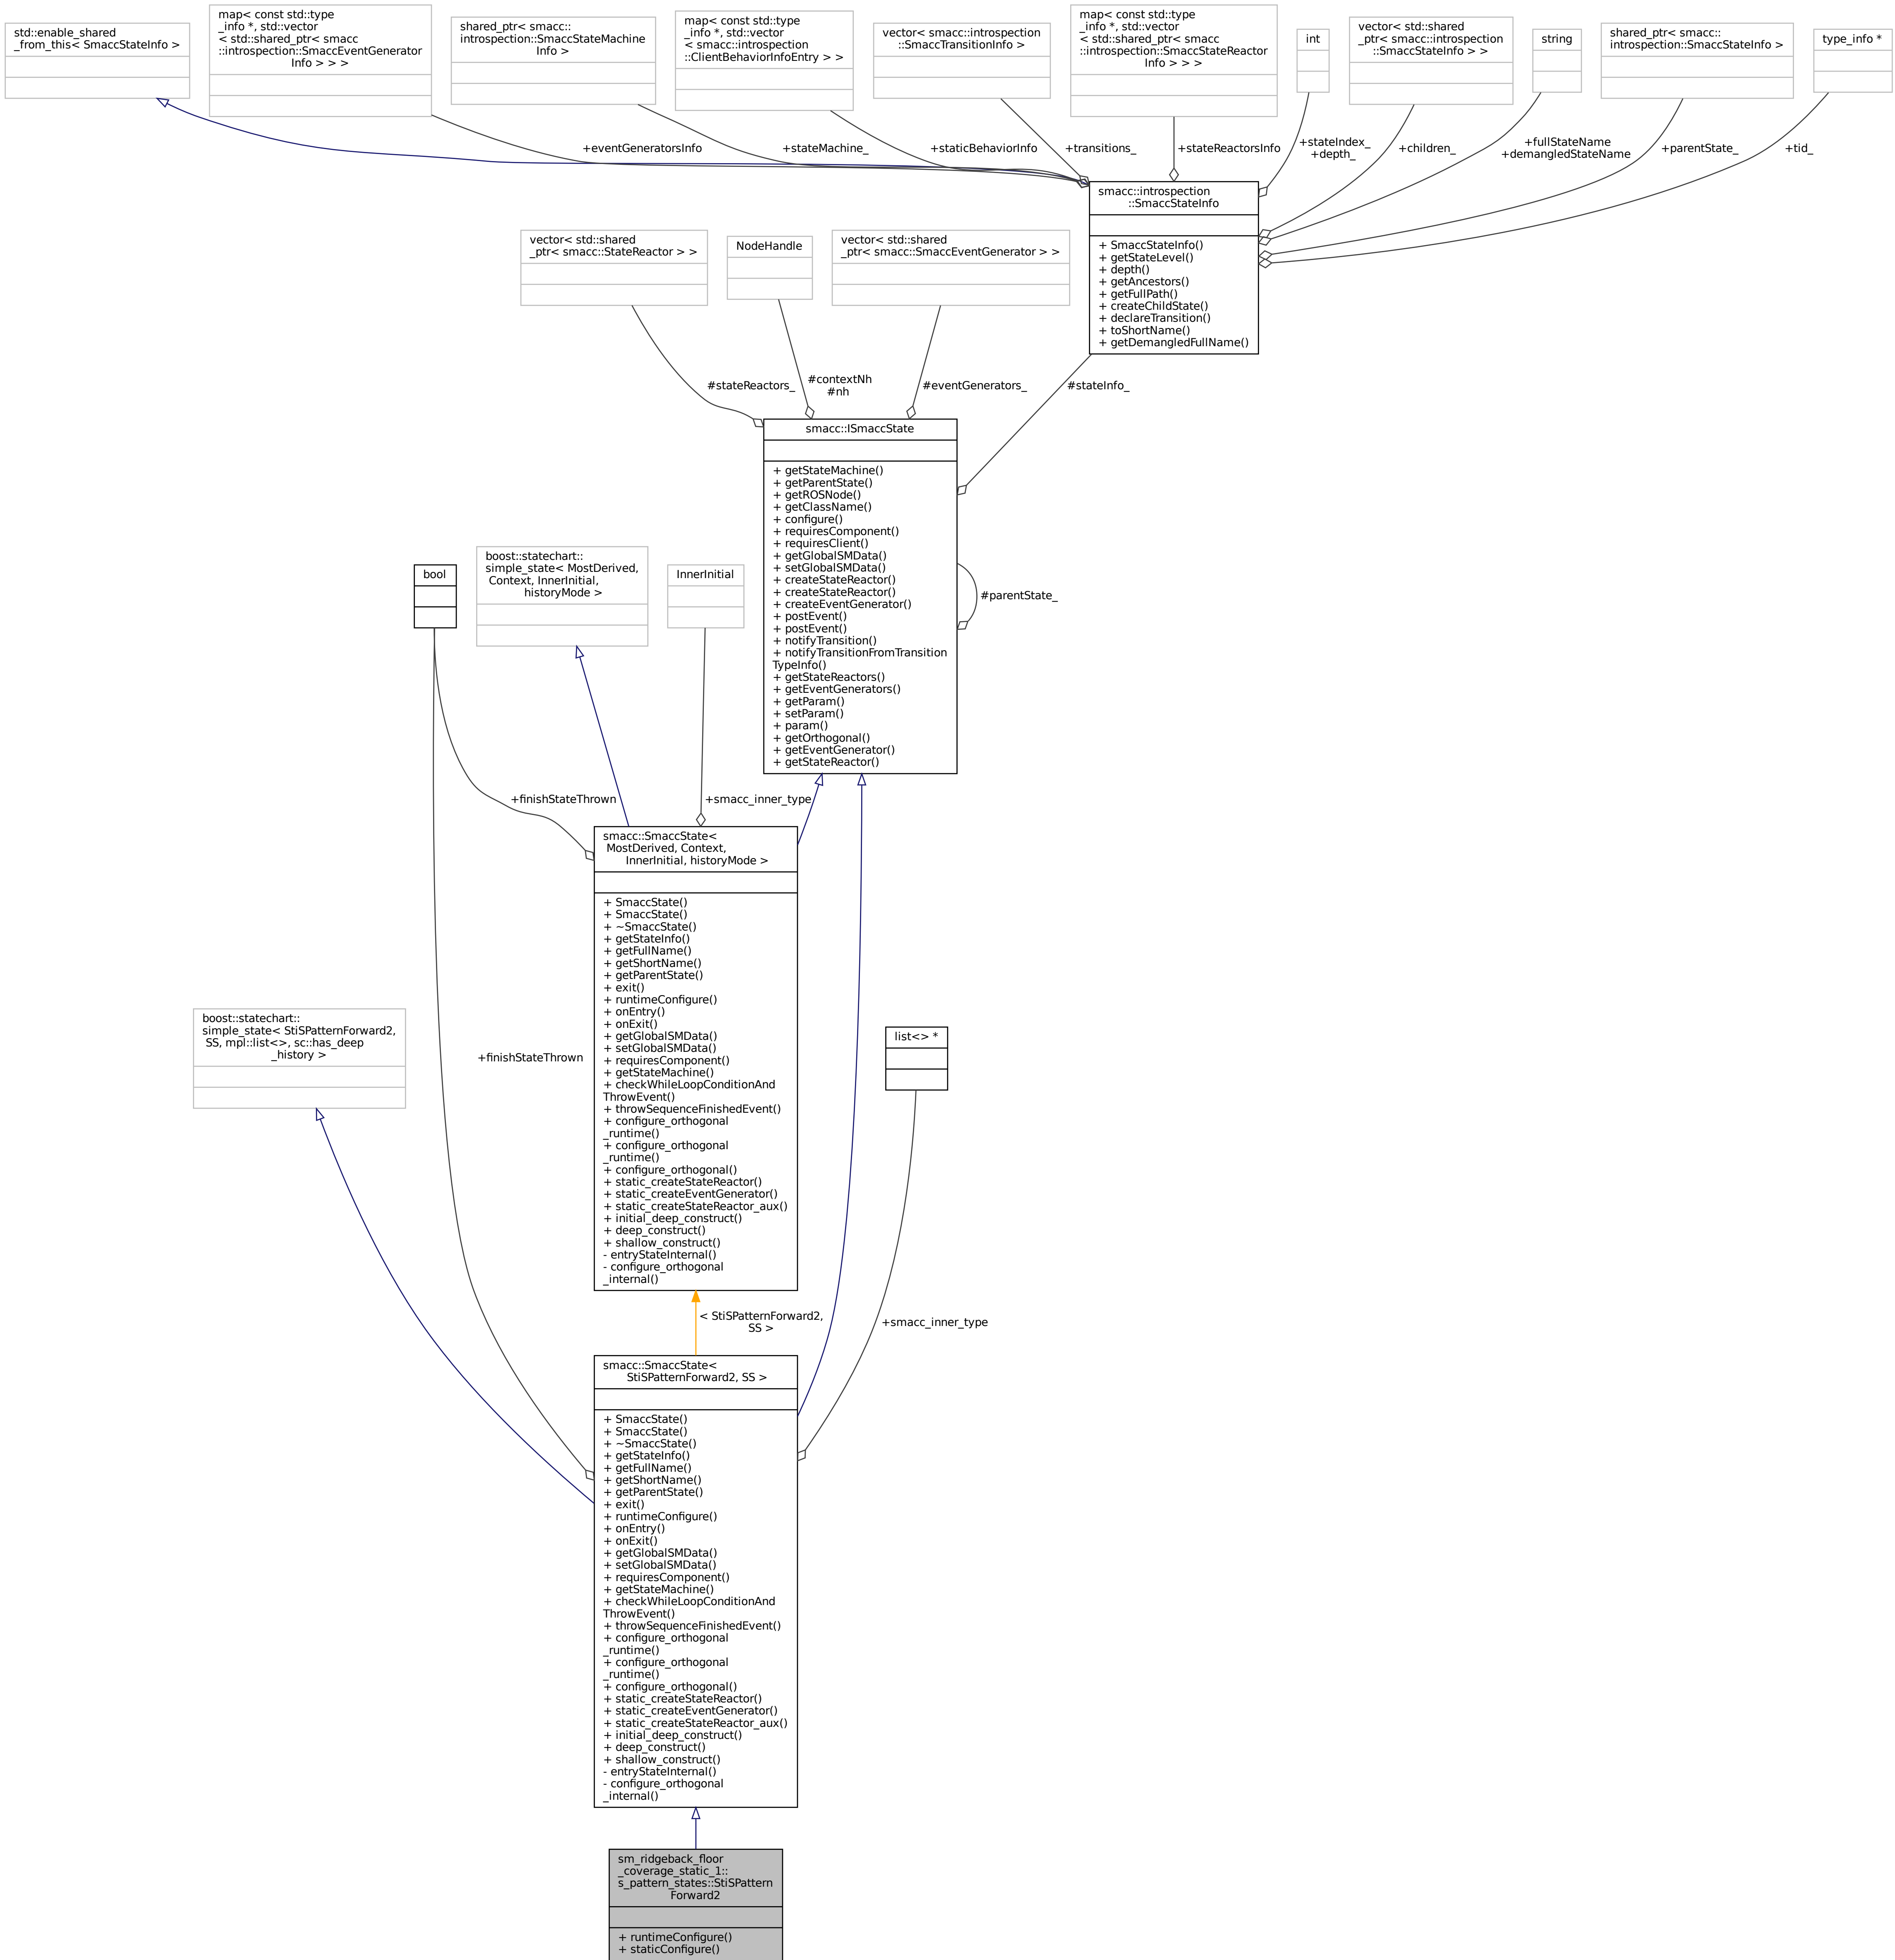 std::enable_shared
_from_this< SmaccStateInfo >
map< const std::type
_info *, std::vector
< std::shared_ptr< smacc
::introspection::SmaccEventGenerator
Info > > >
shared_ptr< smacc::
introspection::SmaccStateMachine
Info >
map< const std::type
_info *, std::vector
< smacc::introspection
::ClientBehaviorInfoEntry > >
vector< smacc::introspection
::SmaccTransitionInfo >
map< const std::type
_info *, std::vector
< std::shared_ptr< smacc
::introspection::SmaccStateReactor
Info > > >
int
vector< std::shared
_ptr< smacc::introspection
::SmaccStateInfo > >
string
shared_ptr< smacc::
introspection::SmaccStateInfo >
type_info *
+eventGeneratorsInfo
+stateMachine_
+staticBehaviorInfo
+transitions_
+stateReactorsInfo
+stateIndex_
+depth_
+children_
+fullStateName
+demangledStateName
+parentState_
+tid_
smacc::introspection
::SmaccStateInfo
+ SmaccStateInfo()
+ getStateLevel()
+ depth()
+ getAncestors()
+ getFullPath()
+ createChildState()
+ declareTransition()
+ toShortName()
+ getDemangledFullName()
vector< std::shared
_ptr< smacc::StateReactor > >
NodeHandle
vector< std::shared
_ptr< smacc::SmaccEventGenerator > >
#stateReactors_
#contextNh
#nh
#eventGenerators_
#stateInfo_
smacc::ISmaccState
+ getStateMachine()
+ getParentState()
+ getROSNode()
+ getClassName()
+ configure()
+ requiresComponent()
+ requiresClient()
+ getGlobalSMData()
+ setGlobalSMData()
+ createStateReactor()
+ createStateReactor()
+ createEventGenerator()
+ postEvent()
+ postEvent()
+ notifyTransition()
+ notifyTransitionFromTransition
TypeInfo()
+ getStateReactors()
+ getEventGenerators()
+ getParam()
+ setParam()
+ param()
+ getOrthogonal()
+ getEventGenerator()
+ getStateReactor()
#parentState_
bool
boost::statechart::
simple_state< MostDerived,
Context, InnerInitial,
historyMode >
InnerInitial
+finishStateThrown
+smacc_inner_type
smacc::SmaccState<
MostDerived, Context,
InnerInitial, historyMode >
+ SmaccState()
+ SmaccState()
+ ~SmaccState()
+ getStateInfo()
+ getFullName()
+ getShortName()
+ getParentState()
+ exit()
+ runtimeConfigure()
+ onEntry()
+ onExit()
+ getGlobalSMData()
+ setGlobalSMData()
+ requiresComponent()
+ getStateMachine()
+ checkWhileLoopConditionAnd
ThrowEvent()
+ throwSequenceFinishedEvent()
+ configure_orthogonal
_runtime()
+ configure_orthogonal
_runtime()
+ configure_orthogonal()
+ static_createStateReactor()
+ static_createEventGenerator()
+ static_createStateReactor_aux()
+ initial_deep_construct()
+ deep_construct()
+ shallow_construct()
- entryStateInternal()
- configure_orthogonal
_internal()
boost::statechart::
simple_state< StiSPatternForward2,
SS, mpl::list<>, sc::has_deep
_history >
+finishStateThrown
list<> *
< StiSPatternForward2,
SS >
+smacc_inner_type
smacc::SmaccState<
StiSPatternForward2, SS >
+ SmaccState()
+ SmaccState()
+ ~SmaccState()
+ getStateInfo()
+ getFullName()
+ getShortName()
+ getParentState()
+ exit()
+ runtimeConfigure()
+ onEntry()
+ onExit()
+ getGlobalSMData()
+ setGlobalSMData()
+ requiresComponent()
+ getStateMachine()
+ checkWhileLoopConditionAnd
ThrowEvent()
+ throwSequenceFinishedEvent()
+ configure_orthogonal
_runtime()
+ configure_orthogonal
_runtime()
+ configure_orthogonal()
+ static_createStateReactor()
+ static_createEventGenerator()
+ static_createStateReactor_aux()
+ initial_deep_construct()
+ deep_construct()
+ shallow_construct()
- entryStateInternal()
- configure_orthogonal
_internal()
sm_ridgeback_floor
_coverage_static_1::
s_pattern_states::StiSPattern
Forward2
+ runtimeConfigure()
+ staticConfigure()